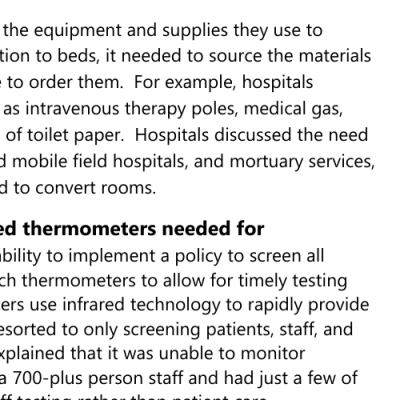 the equipment and supplies they use to
tion to beds, it needed to source the materials
to order them. For example, hospitals
as intravenous therapy poles, medical gas,
of toilet paper. Hospitals discussed the need
mobile field hospitals, and mortuary services,
d to convert rooms.
ed thermometers needed for
bility to implement a policy to screen all
ch thermometers to allow for timely testing
ers use infrared technology to rapidly provide
esorted to only screening patients, staff, and
xplained that it was unable to monitor
a 700-plus person staff and had just a few of